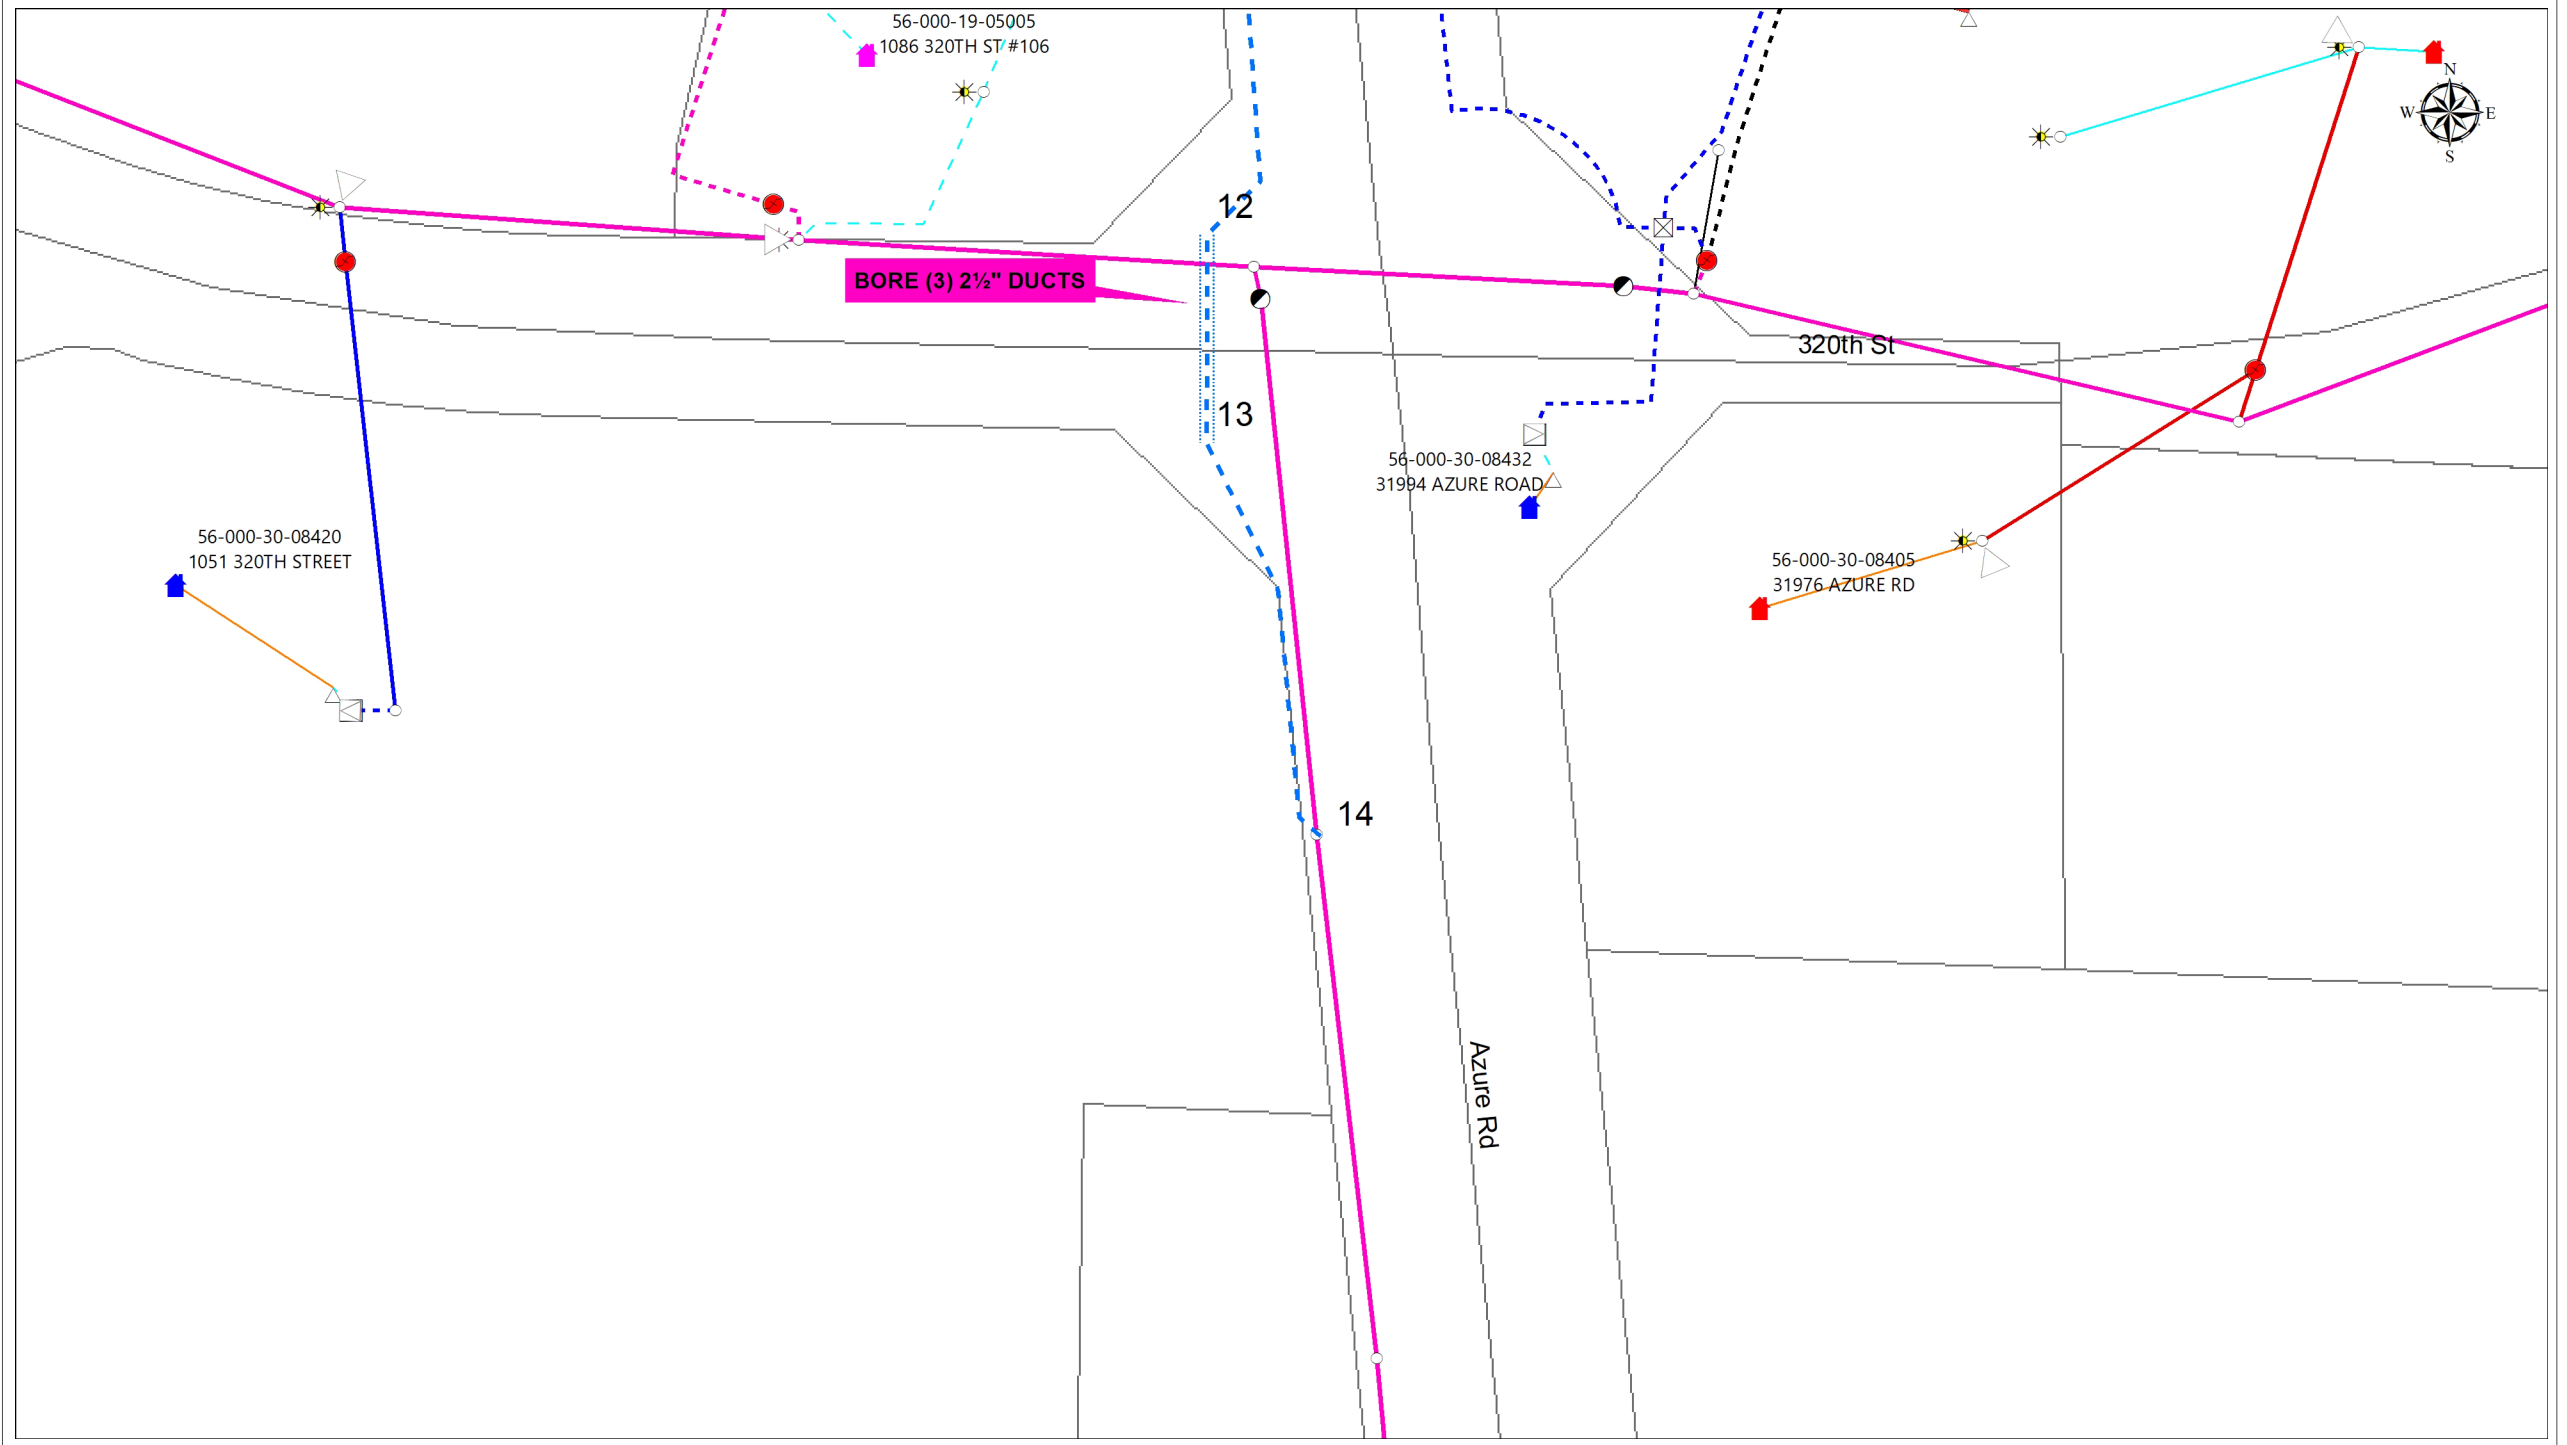 56-000-19-05005
1086 320TH ST #106
N
W
E
S
12
BORE (3) 2½" DUCTS
320th St
13
56-000-30-08432
31994 AZURE ROAD
56-000-30-08420
1051 320TH STREET
56-000-30-08405
31976 AZURE RD
14
Azure Rd